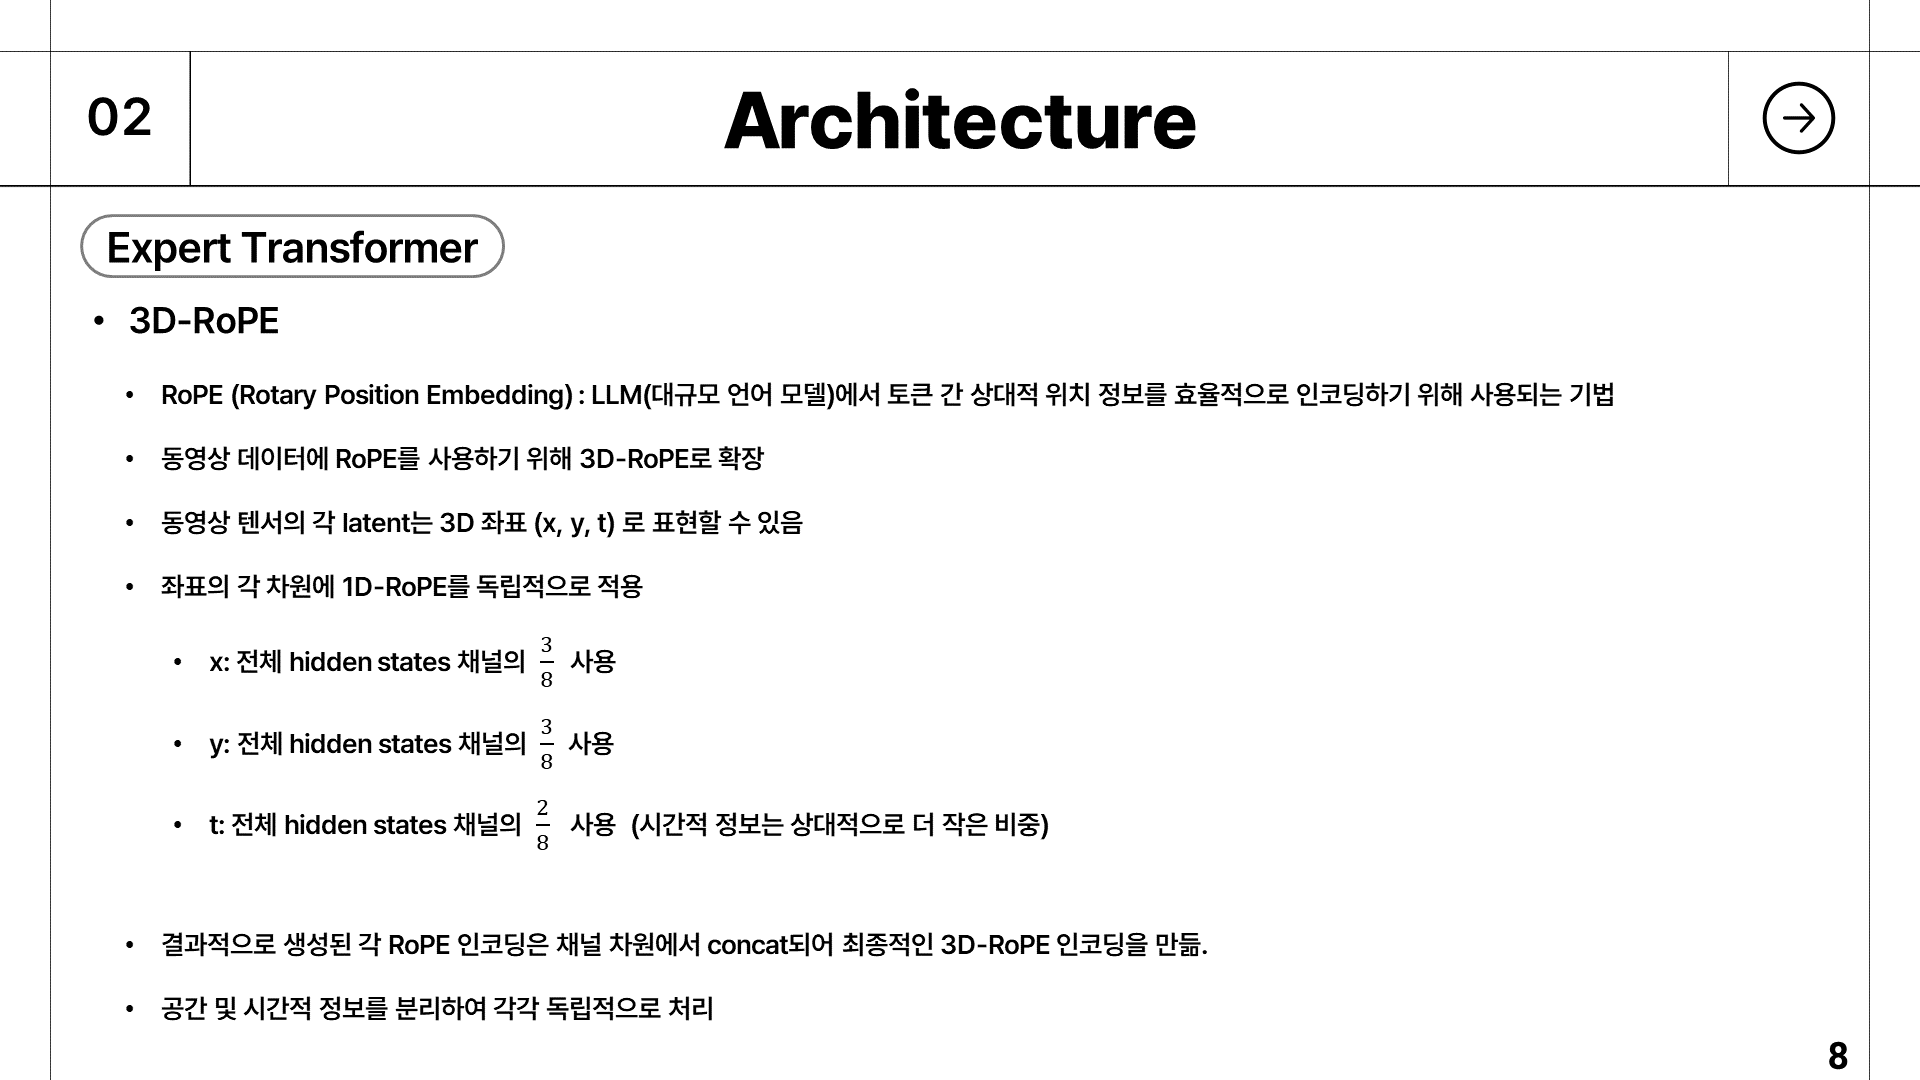 02
Architecture
Expert Transformer
• 3D-RoPE
• RoPE (Rotary Position Embedding) : LLM(대규모 언어 모델)에서 토큰 간 상대적 위치 정보를 효율적으로 인코딩하기 위해 사용되는 기법
• 동영상 데이터에 RoPE를 사용하기 위해 3D-RoPE로 확장
• 동영상 텐서의 각 latent는 3D 좌표 (x, y, t) 로 표현할 수 있음
• 좌표의 각 차원에 1D-RoPE를 독립적으로 적용
• x: 전체 hidden states 채널의 3/8 사용
• y: 전체 hidden states 채널의 3/8 사용
• t: 전체 hidden states 채널의 2/8 사용 (시간적 정보는 상대적으로 더 작은 비중)
• 결과적으로 생성된 각 RoPE 인코딩은 채널 차원에서 concat되어 최종적인 3D-RoPE 인코딩을 만듦.
• 공간 및 시간적 정보를 분리하여 각각 독립적으로 처리
8